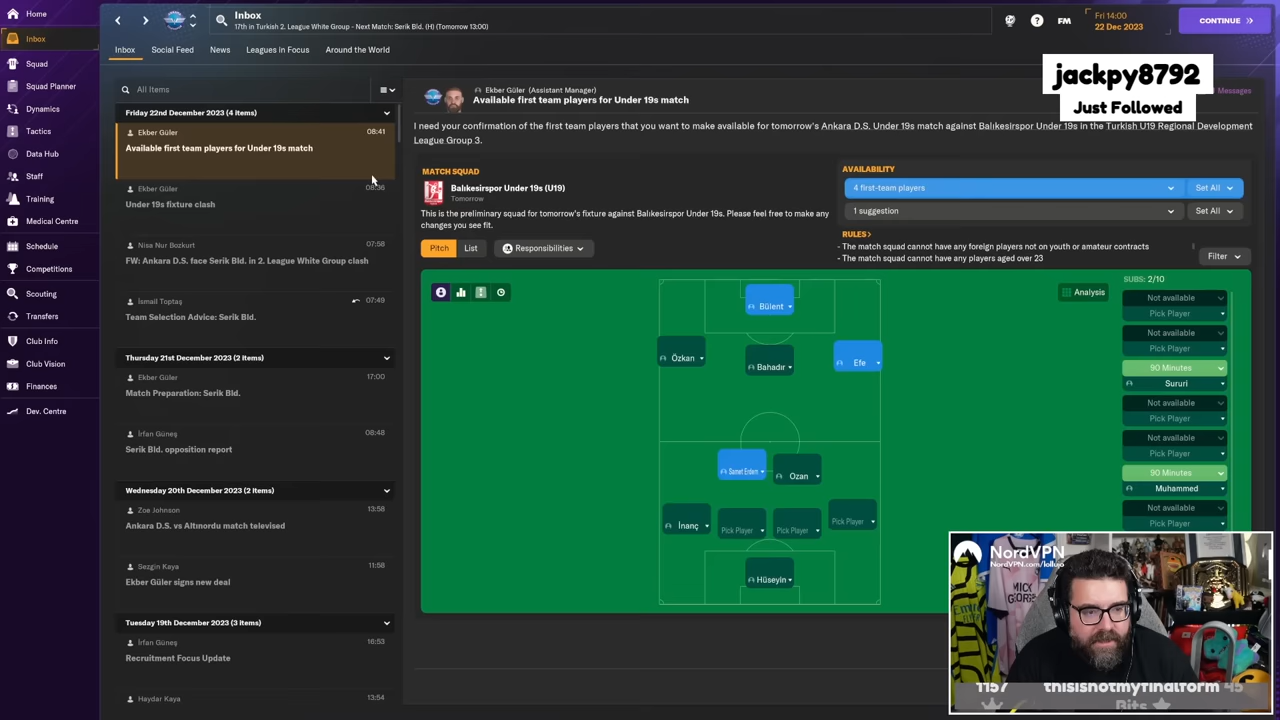 Home
Inbox
Squad
Squad Planner
Dynamics
Tactics
Data Hub
Staff
Training
Medical Centre
Schedule
Competitions
Scouting
Transfers
Club Info
Club Vision
Finances
Dev. Centre
Inbox
17th in Turkish 2. League White Group - Next Match: Serik Bld. (H) (Tomorrow 13:00)
FM
Fri 14:00
22 Dec 2023
CONTINUE
Inbox
Social Feed
News
Leagues in Focus
Around the World
jackpy8792
Just Followed
All Items
Friday 22nd December 2023 (4 items)
Ekber Güler
08:41
Available first team players for Under 19s match
Ekber Güler
08:36
Under 19s fixture clash
Nisa Nur Bozkurt
07:58
FW: Ankara D.S. face Serik Bld. in 2. League White Group clash
İsmail Toptaş
07:49
Team Selection Advice: Serik Bld.
Thursday 21st December 2023 (2 items)
Ekber Güler
17:00
Match Preparation: Serik Bld.
İrfan Güneş
08:48
Serik Bld. opposition report
Wednesday 20th December 2023 (2 items)
Zoe Johnson
13:58
Ankara D.S. vs Altınordu match televised
Sezgin Kaya
11:58
Ekber Güler signs new deal
Tuesday 19th December 2023 (3 items)
İrfan Güneş
16:53
Recruitment Focus Update
Haydar Kaya
13:54
Ekber Güler (Assistant Manager)
Available first team players for Under 19s match
Messages
I need your confirmation of the first team players that you want to make available for tomorrow's Ankara D.S. Under 19s match against Balıkesirspor Under 19s in the Turkish U19 Regional Development
League Group 3.
MATCH SQUAD
Balıkesirspor Under 19s (U19)
Tomorrow
This is the preliminary squad for tomorrow's fixture against Balıkesirspor Under 19s. Please feel free to make
any changes you see fit.
AVAILABILITY
4 first-team players
Set All
1 suggestion
Set All
RULES >
- The match squad cannot have any foreign players not on youth or amateur contracts
- The match squad cannot have any players aged over 23
Pitch
List
Responsibilities
Filter
Analysis
SUBS: 2/10
Bülent
Özkan
Bahadır
Efe
Samet Erdem
Ozan
İnanç
Pick Player
Pick Player
Pick Player
Hüseyin
Not available
Pick Player
Not available
Pick Player
90 Minutes
Sururi
Not available
Pick Player
Not available
Pick Player
90 Minutes
Muhammed
Not available
Pick Player
NordVPN
NordVPN.com/lollujo
1157
thisisnotmyfinalform 45
Bits